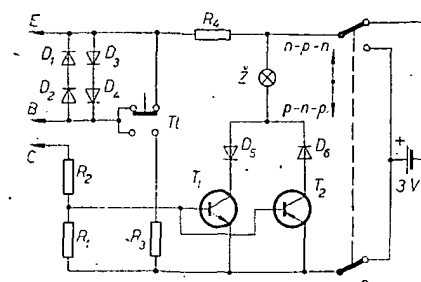 E
R4
D1 D3
n-p-n
ž
D2 D4
p-n-p
B
Tl
+
C
D5 D6
3 V
R2
T1 T2
R1 R3